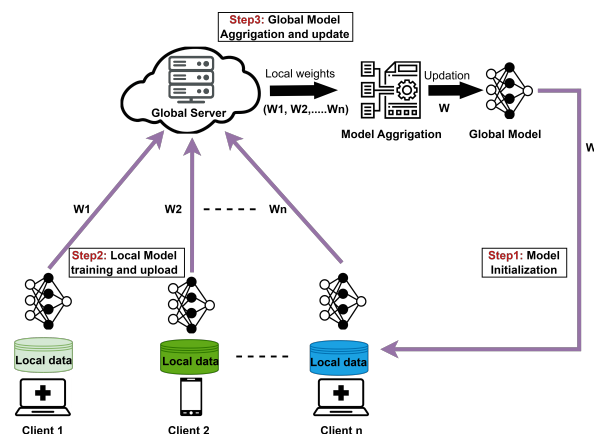 Step3: Global Model
Aggrigation and update
Global Server
Local weights
(W1, W2,.....Wn)
Model Aggrigation
Updation
W
Global Model
W
W1
W2
Wn
Step2: Local Model
training and upload
Step1: Model
Initialization
Local data
Local data
Local data
Client 1
Client 2
Client n